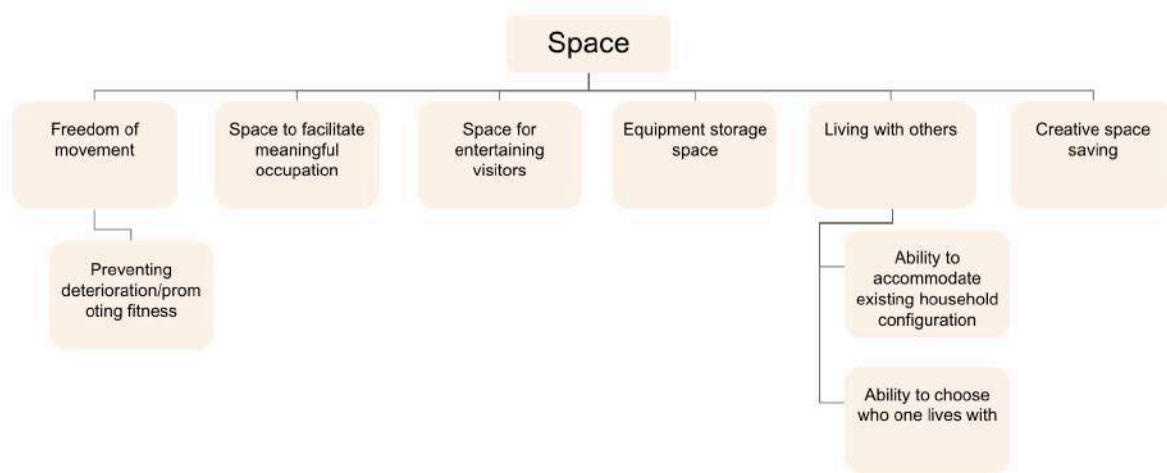 Space
Freedom of
movement
Space to facilitate
meaningful
occupation
Space for
entertaining
visitors
Equipment storage
space
Living with others
Creative space
saving
Preventing
deterioration/prom
oting fitness
Ability to
accommodate
existing household
configuration
Ability to choose
who one lives with